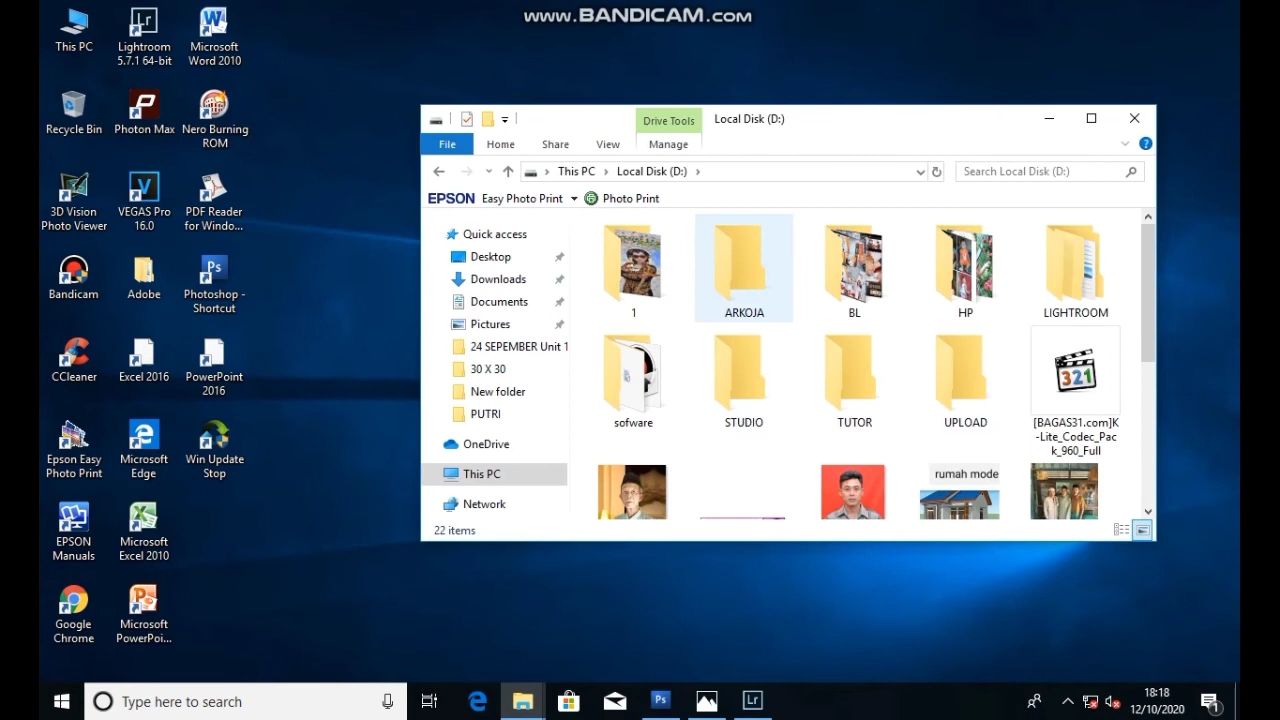 www.BANDICAM.com
This PC
Lightroom
5.7.1 64-bit
Microsoft
Word 2010
Recycle Bin
Photon Max
Nero Burning
ROM
3D Vision
Photo Viewer
VEGAS Pro
16.0
PDF Reader
for Windo...
Bandicam
Adobe
Photoshop -
Shortcut
CCleaner
Excel 2016
PowerPoint
2016
Epson Easy
Photo Print
Microsoft
Edge
Win Update
Stop
EPSON
Manuals
Microsoft
Excel 2010
Google
Chrome
Microsoft
PowerPoi...
Drive Tools
Local Disk (D:)
File
Home
Share
View
Manage
This PC
Local Disk (D:)
Search Local Disk (D:)
EPSON Easy Photo Print
Photo Print
Quick access
Desktop
Downloads
Documents
Pictures
24 SEPEMBER Unit 1
30 X 30
New folder
PUTRI
OneDrive
This PC
Network
1
ARKOJA
BL
HP
LIGHTROOM
sofware
STUDIO
TUTOR
UPLOAD
[BAGAS31.com]K
-Lite_Codec_Pac
k_960_Full
321
rumah mode
22 items
Type here to search
18:18
12/10/2020
1